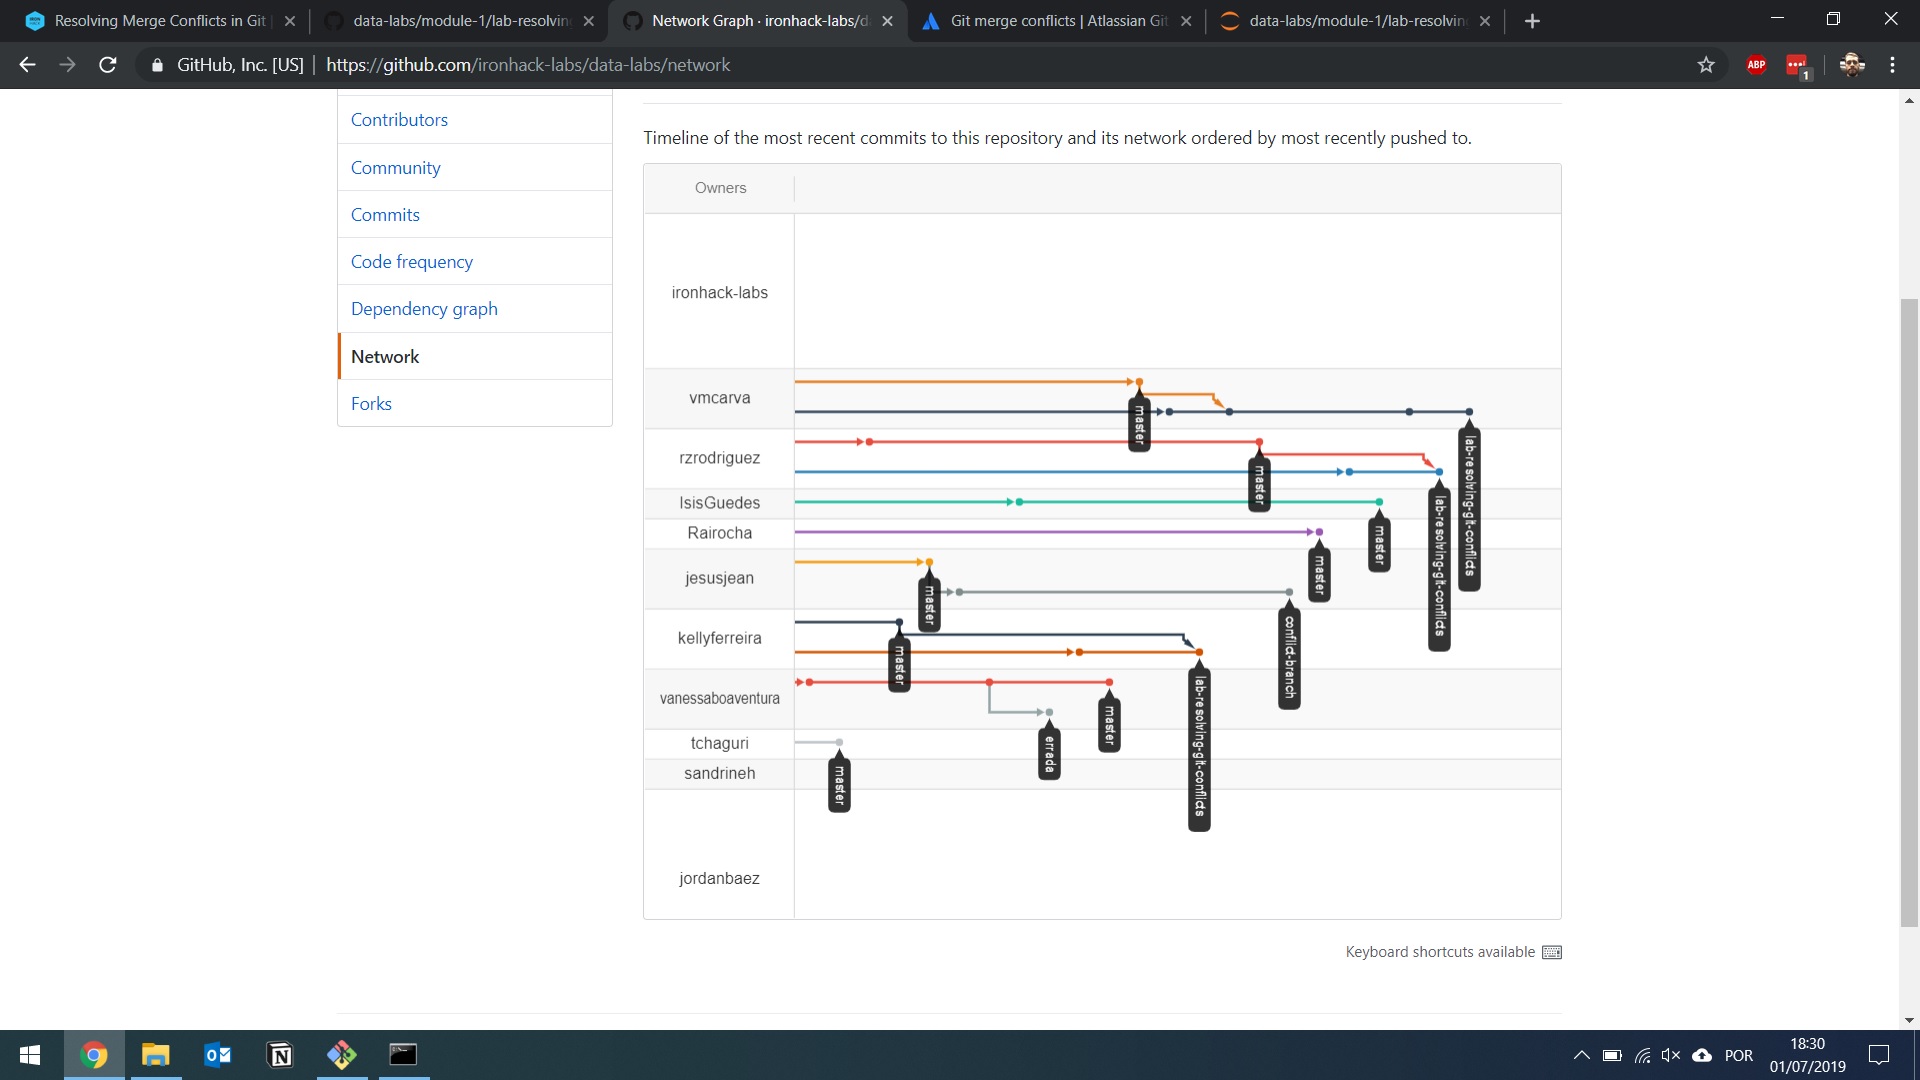 Resolving Merge Conflicts in Git
data-labs/module-1/lab-resolving
Network Graph · ironhack-labs/d
Git merge conflicts | Atlassian Git
data-labs/module-1/lab-resolving
GitHub, Inc. [US] | https://github.com/ironhack-labs/data-labs/network
ABP
1
Contributors
Community
Commits
Code frequency
Dependency graph
Network
Forks
Timeline of the most recent commits to this repository and its network ordered by most recently pushed to.
Owners
ironhack-labs
vmcarva
master
lab-resolving-git-conflicts
rzrodriguez
master
lab-resolving-git-conflicts
IsisGuedes
master
Rairocha
master
jesusjean
master
conflict-branch
kellyferreira
master
lab-resolving-git-conflicts
vanessaboaventura
master
errada
tchaguri
master
sandrineh
jordanbaez
Keyboard shortcuts available
POR
18:30
01/07/2019